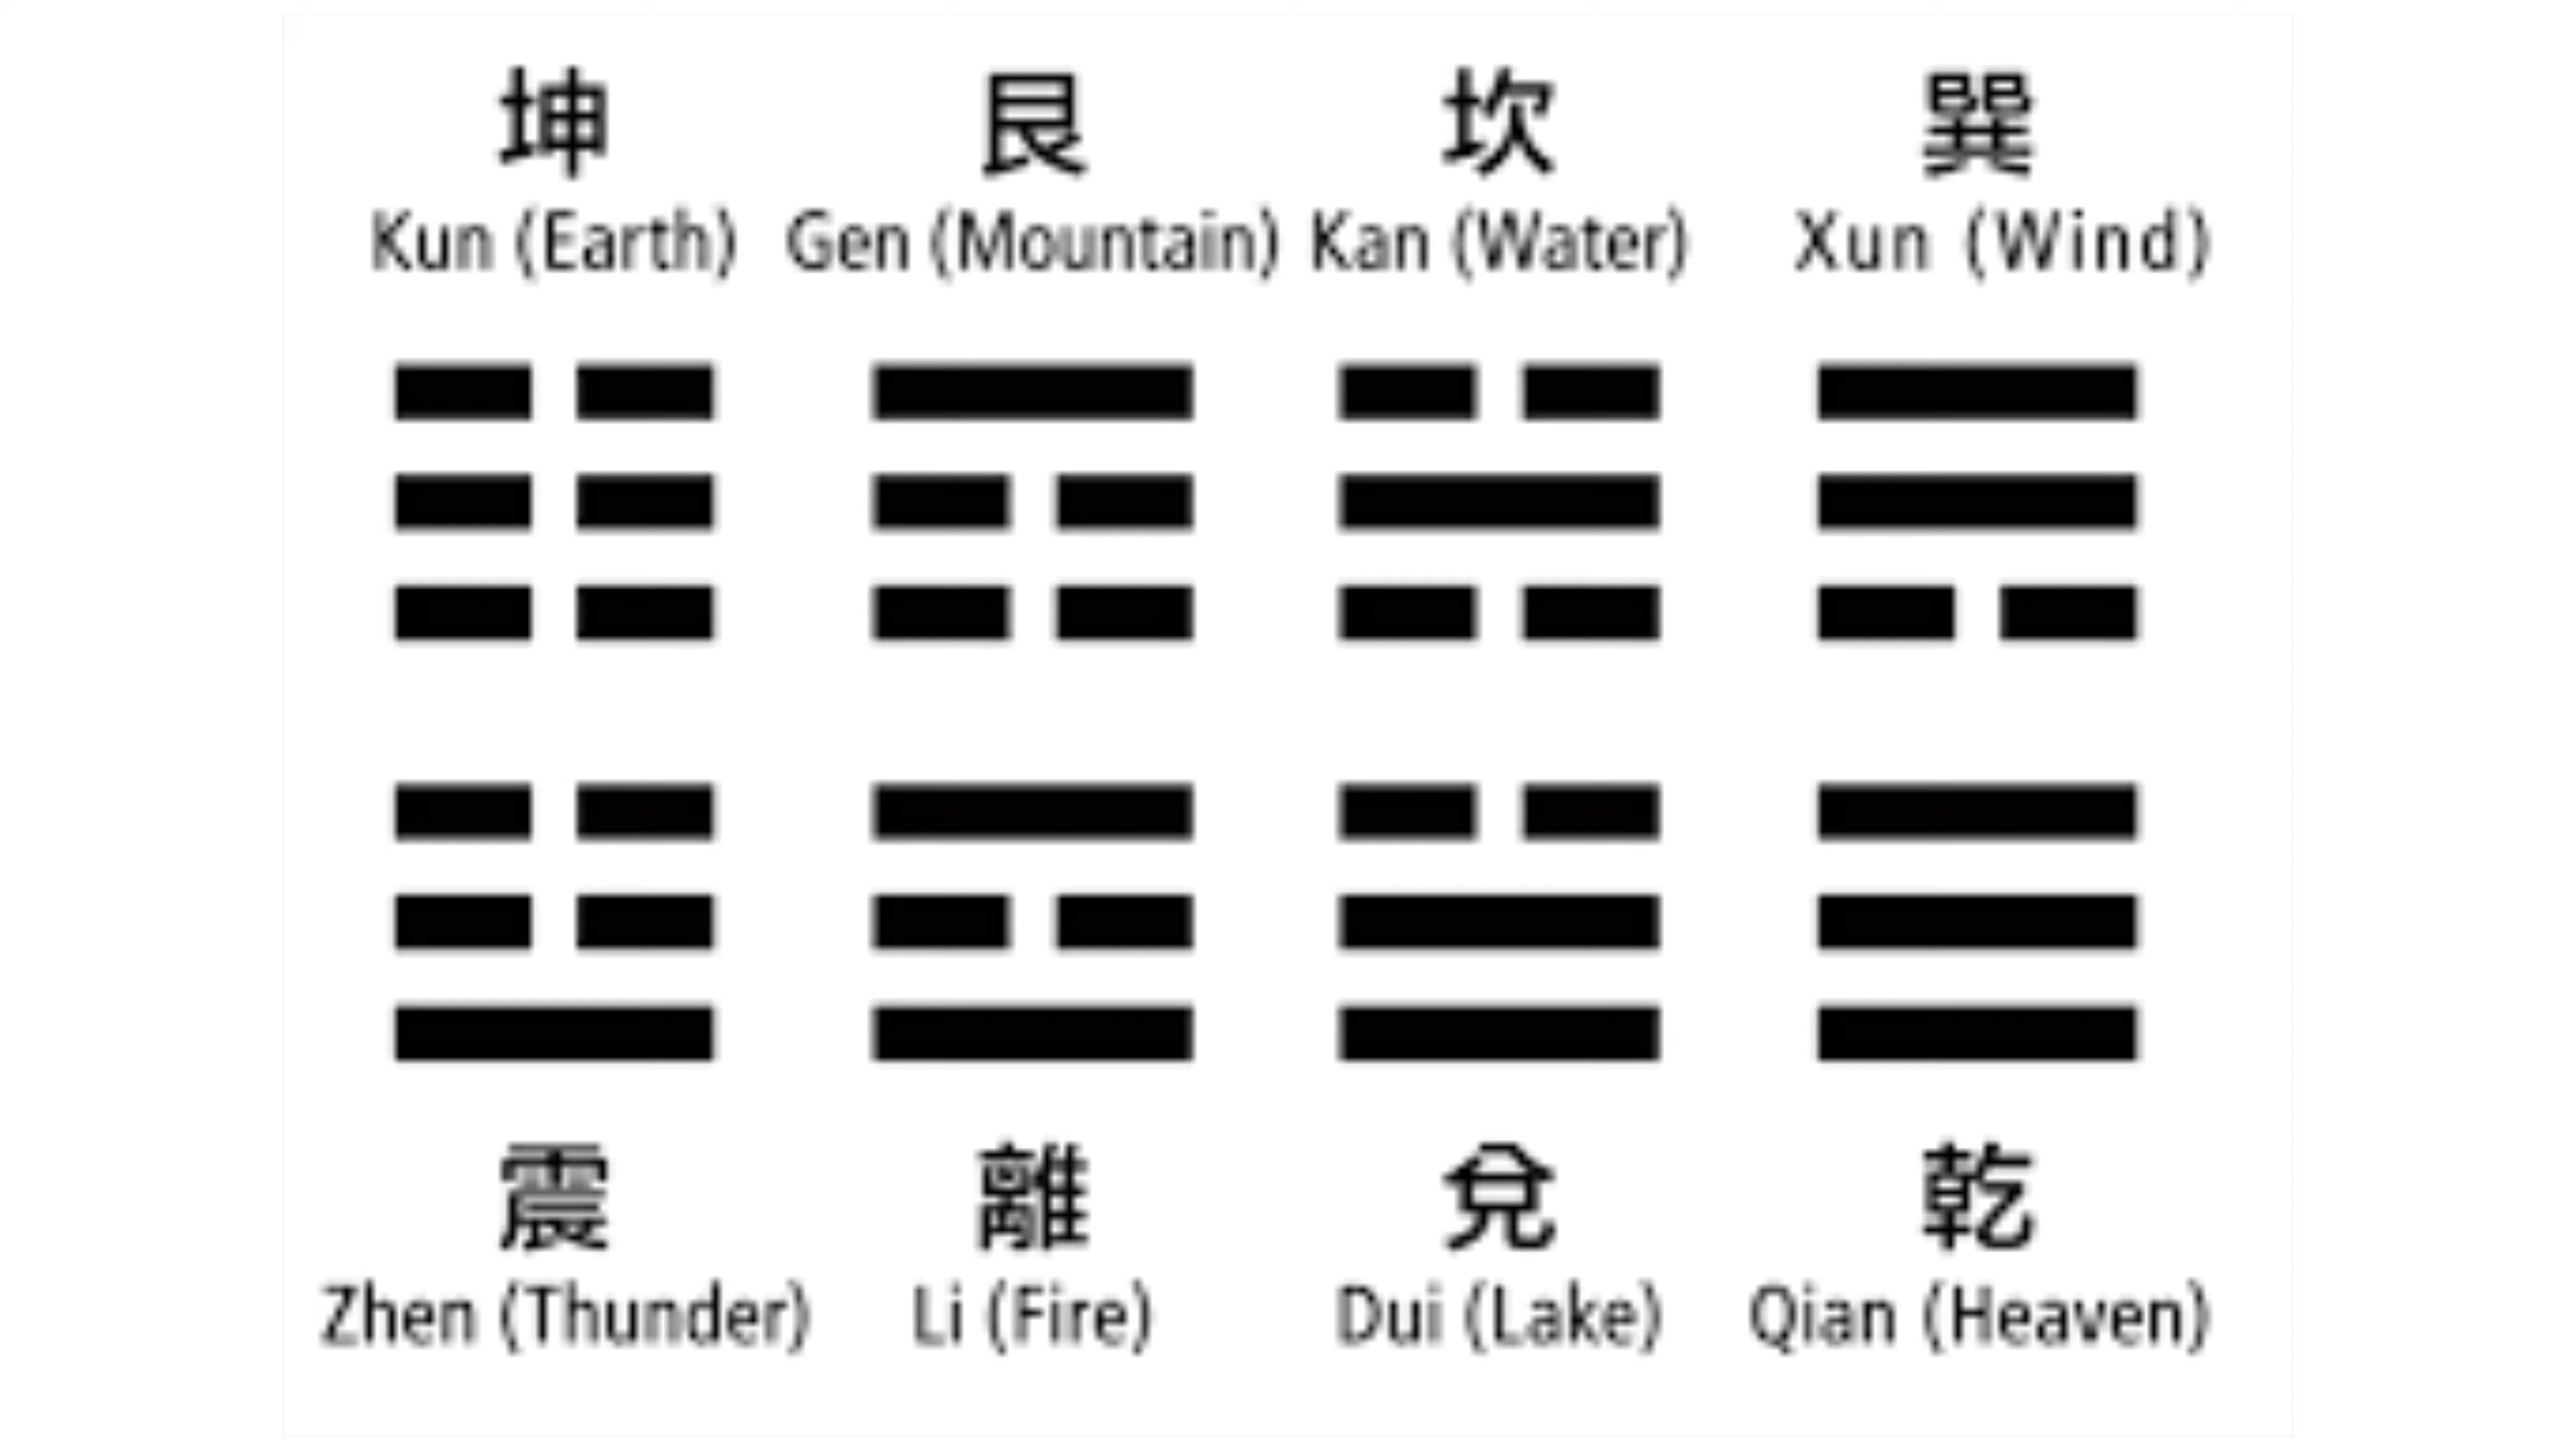 坤 艮 坎 巽
Kun (Earth) Gen (Mountain) Kan (Water) Xun (Wind)
震 離 兌 乾
Zhen (Thunder) Li (Fire) Dui (Lake) Qian (Heaven)